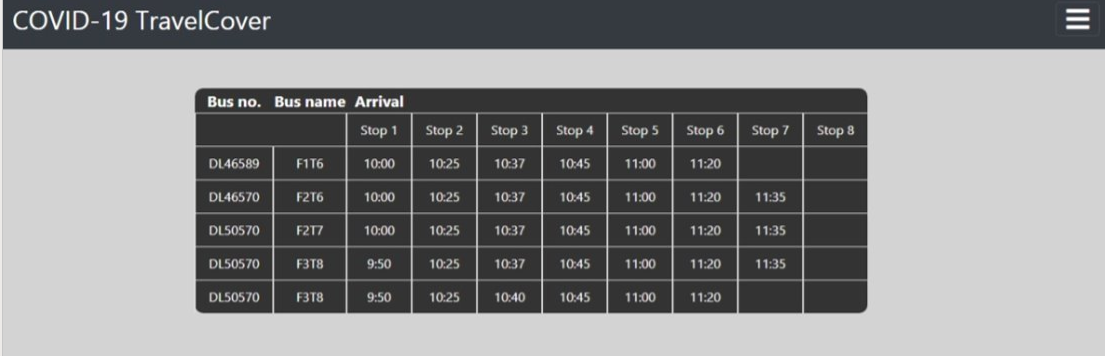 COVID-19 TravelCover
Bus no. Bus name Arrival
Stop 1 Stop 2 Stop 3 Stop 4 Stop 5 Stop 6 Stop 7 Stop 8
DL46589 F1T6 10:00 10:25 10:37 10:45 11:00 11:20
DL46570 F2T6 10:00 10:25 10:37 10:45 11:00 11:20 11:35
DL50570 F2T7 10:00 10:25 10:37 10:45 11:00 11:20 11:35
DL50570 F3T8 9:50 10:25 10:37 10:45 11:00 11:20 11:35
DL50570 F3T8 9:50 10:25 10:40 10:45 11:00 11:20